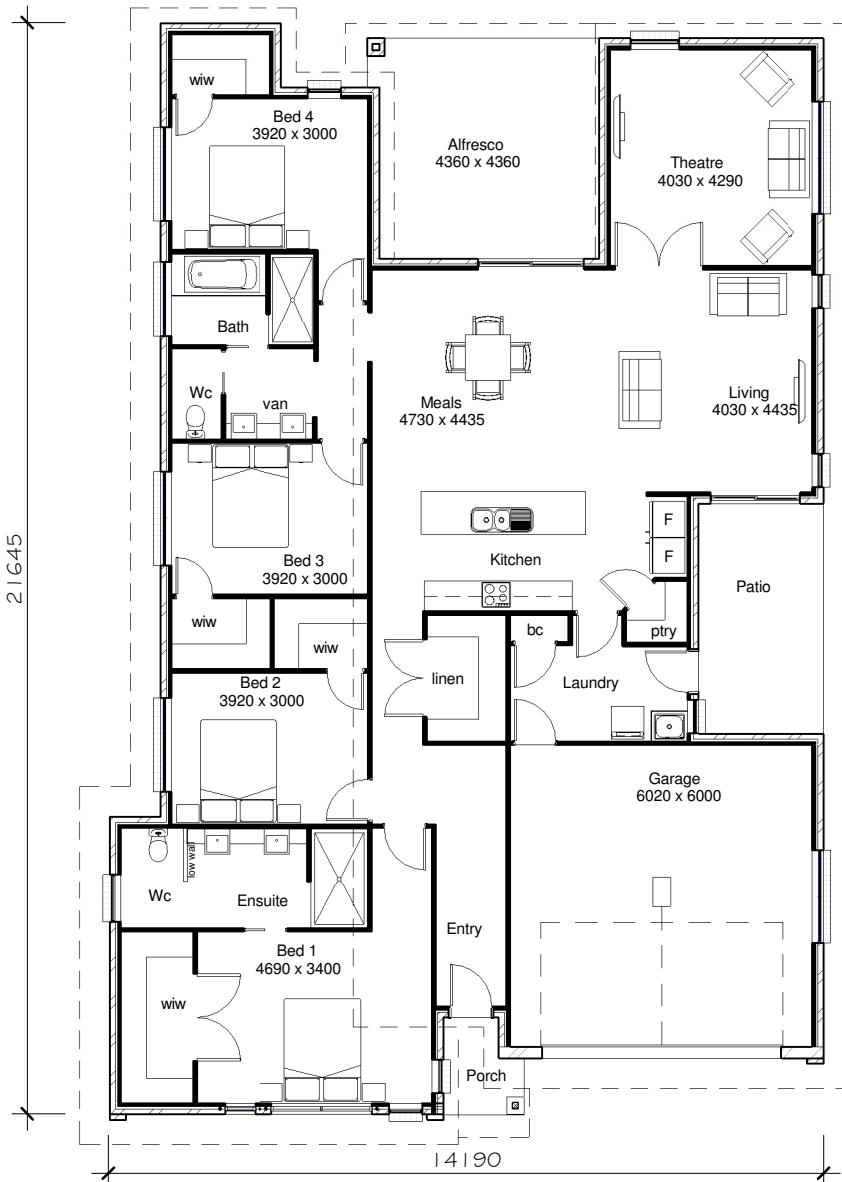 wiw
Bed 4
3920 x 3000
Alfresco
4360 x 4360
Theatre
4030 x 4290
Bath
Wc
van
Meals
4730 x 4435
Living
4030 x 4435
21645
F
F
Kitchen
Bed 3
3920 x 3000
Patio
wiw
wiw
bc
ptry
linen
Laundry
Bed 2
3920 x 3000
Garage
6020 x 6000
low wall
Wc
Ensuite
Entry
Bed 1
4690 x 3400
wiw
Porch
14190